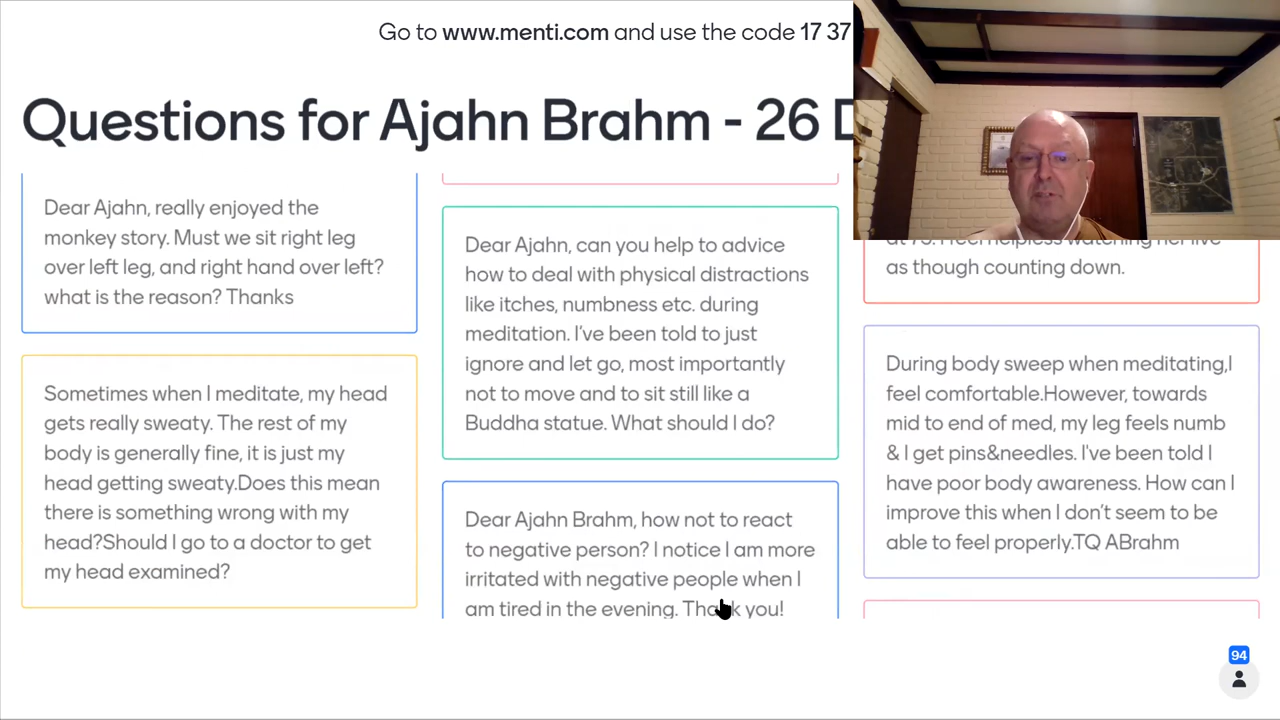 Go to www.menti.com and use the code 17 37
Questions for Ajahn Brahm - 26 D
Dear Ajahn, really enjoyed the
monkey story. Must we sit right leg
over left leg, and right hand over left?
what is the reason? Thanks
Sometimes when I meditate, my head
gets really sweaty. The rest of my
body is generally fine, it is just my
head getting sweaty.Does this mean
there is something wrong with my
head?Should I go to a doctor to get
my head examined?
Dear Ajahn, can you help to advice
how to deal with physical distractions
like itches, numbness etc. during
meditation. I've been told to just
ignore and let go, most importantly
not to move and to sit still like a
Buddha statue. What should I do?
Dear Ajahn Brahm, how not to react
to negative person? I notice I am more
irritated with negative people when I
am tired in the evening. Thank you!
at 70. I feel helpless watching her live
as though counting down.
During body sweep when meditating,I
feel comfortable.However, towards
mid to end of med, my leg feels numb
& I get pins&needles. I've been told I
have poor body awareness. How can I
improve this when I don't seem to be
able to feel properly.TQ ABrahm
94